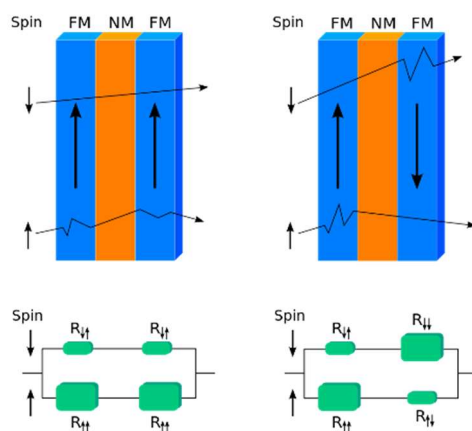 Spin FM NM FM
Spin FM NM FM
Spin
R↓↑ R↓↑
R↑↑ R↑↑
Spin
R↓↑ R↓↓
R↑↑ R↑↓